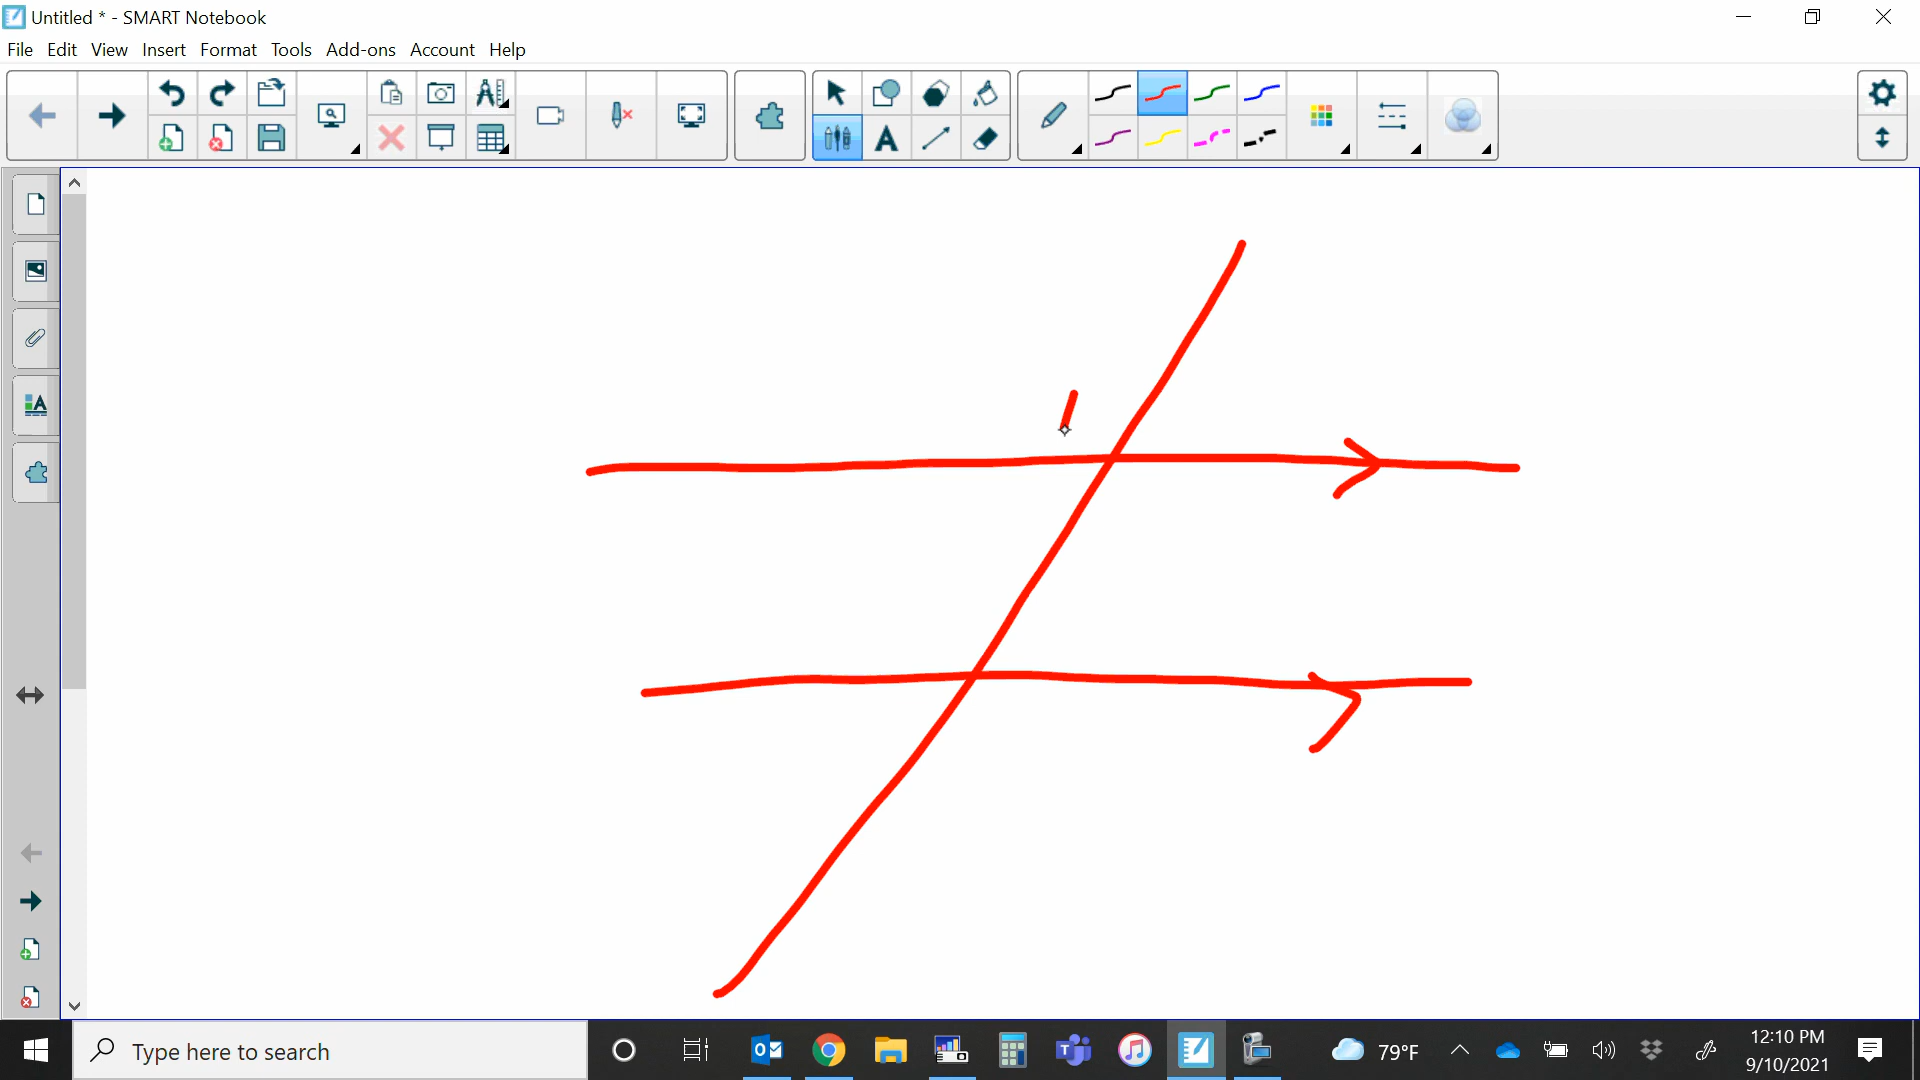 Untitled * - SMART Notebook
File Edit View Insert Format Tools Add-ons Account Help
1
Type here to search
79°F
12:10 PM
9/10/2021